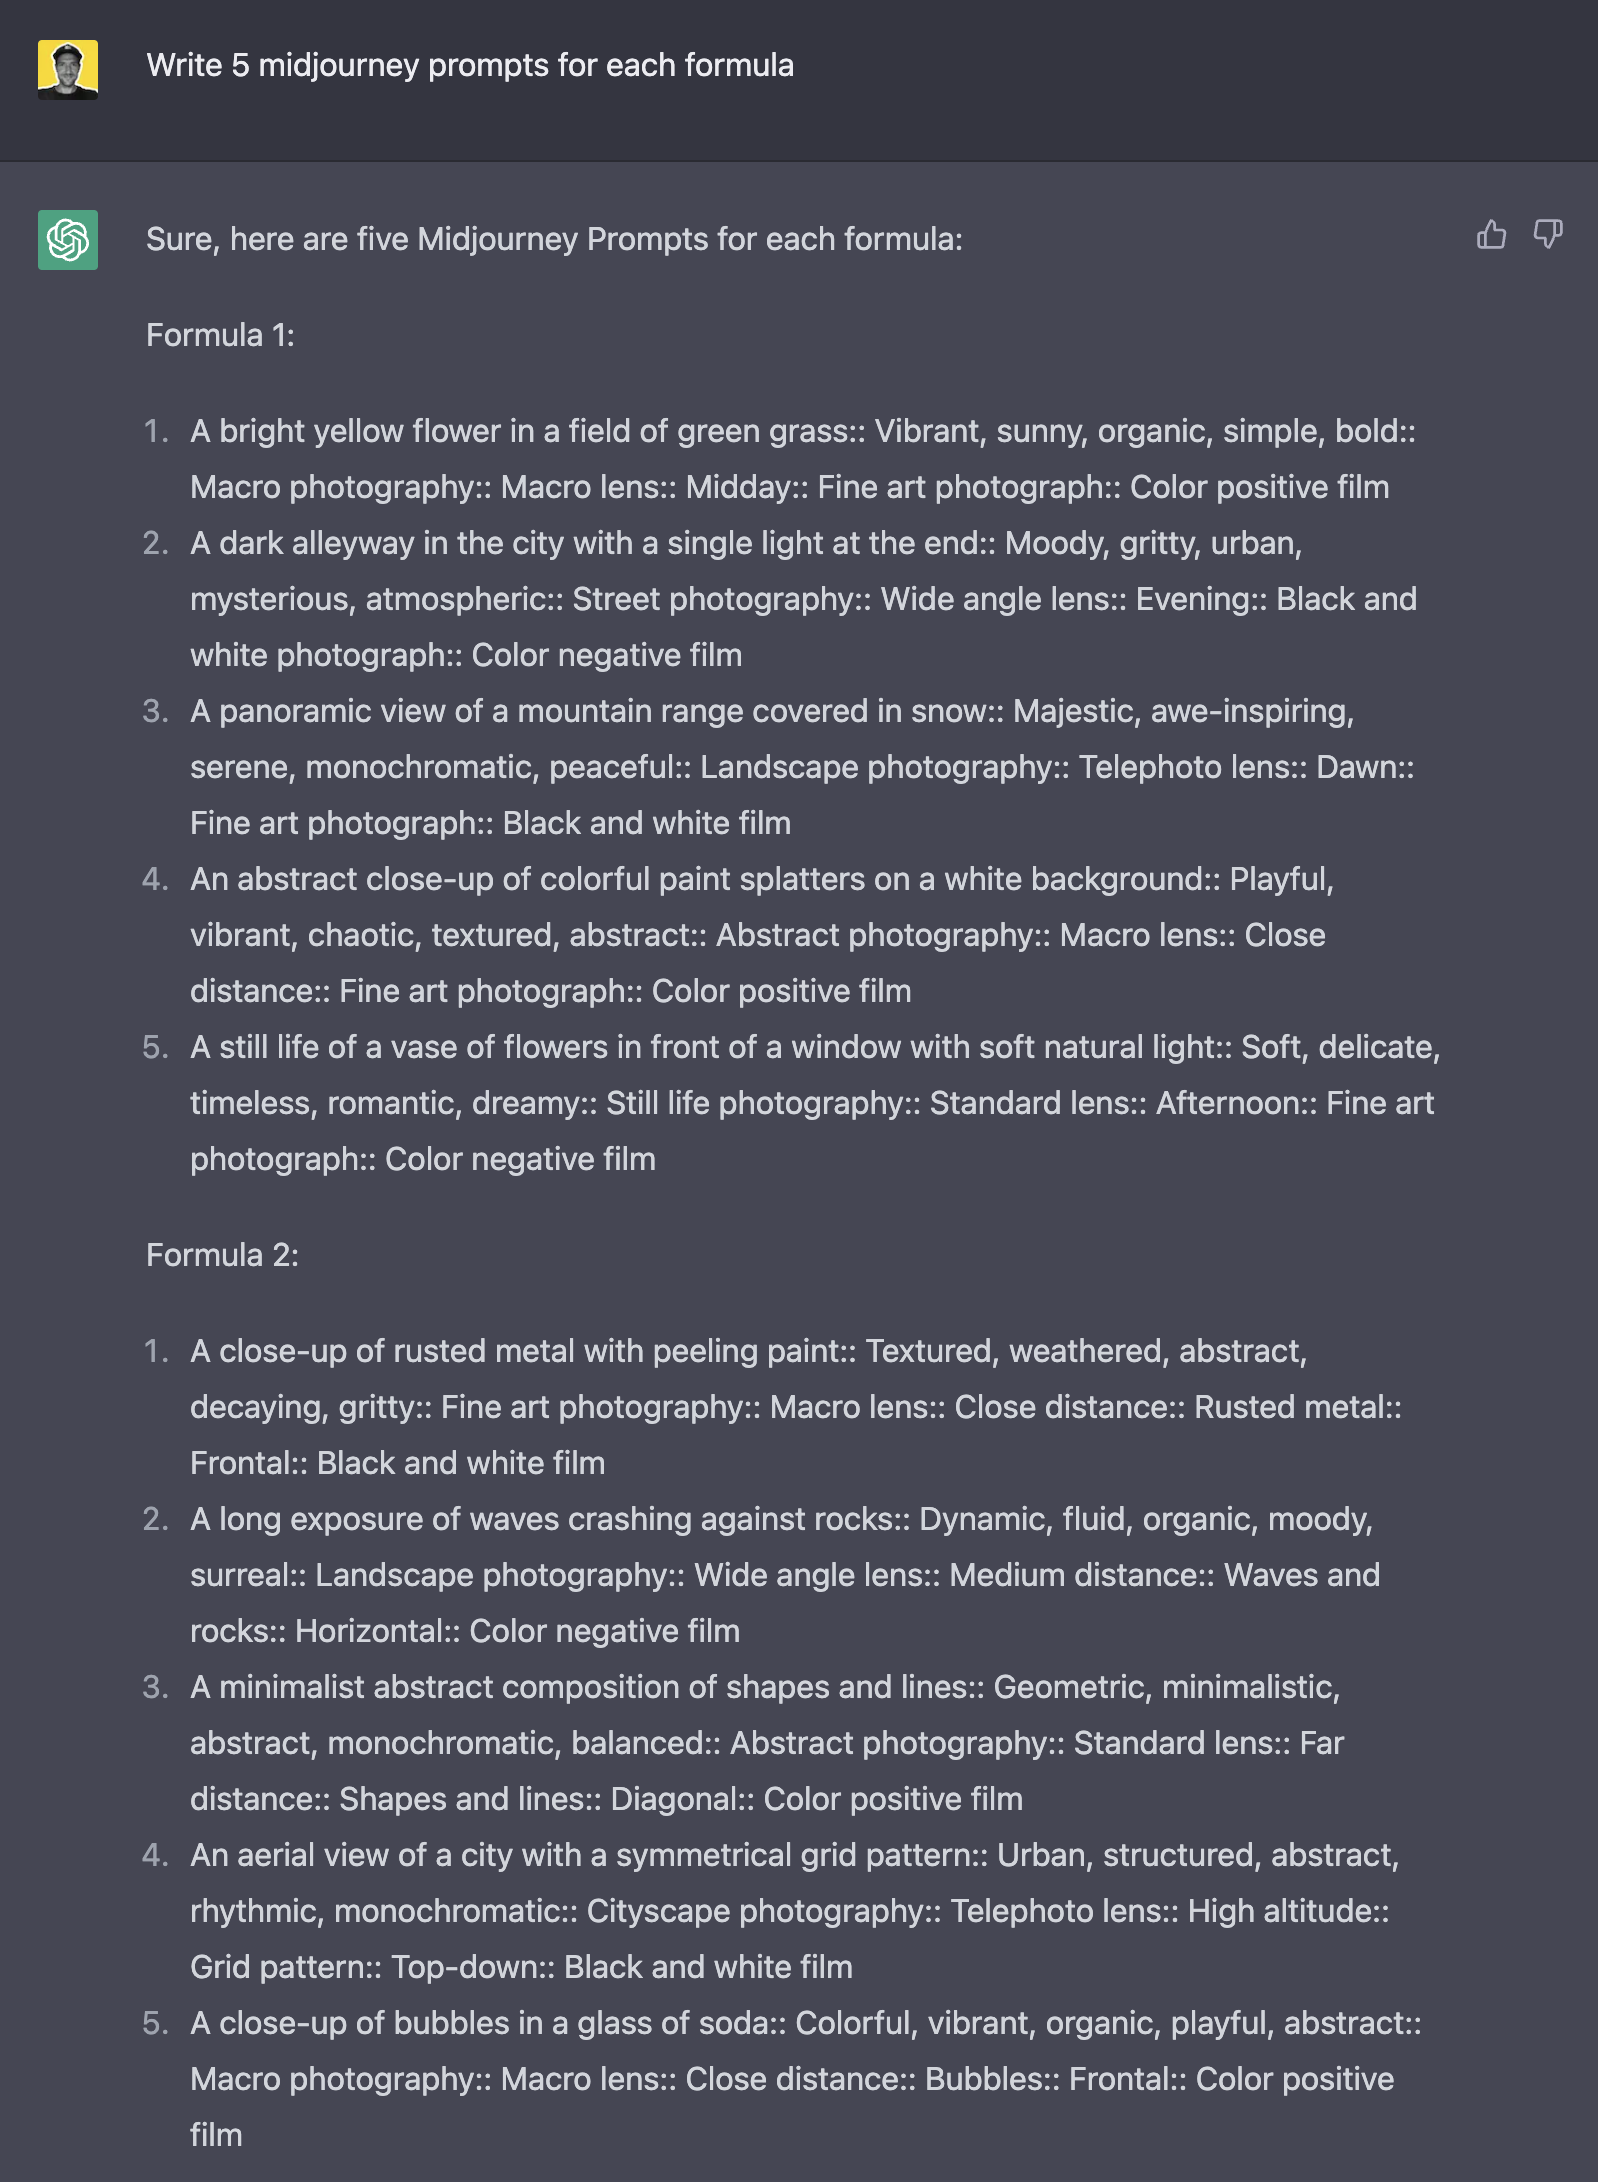 Write 5 midjourney prompts for each formula
Sure, here are five Midjourney Prompts for each formula:
Formula 1:
1. A bright yellow flower in a field of green grass:: Vibrant, sunny, organic, simple, bold::
Macro photography:: Macro lens:: Midday:: Fine art photograph:: Color positive film
2. A dark alleyway in the city with a single light at the end:: Moody, gritty, urban,
mysterious, atmospheric:: Street photography:: Wide angle lens:: Evening:: Black and
white photograph:: Color negative film
3. A panoramic view of a mountain range covered in snow:: Majestic, awe-inspiring,
serene, monochromatic, peaceful:: Landscape photography:: Telephoto lens:: Dawn::
Fine art photograph:: Black and white film
4. An abstract close-up of colorful paint splatters on a white background:: Playful,
vibrant, chaotic, textured, abstract:: Abstract photography:: Macro lens:: Close
distance:: Fine art photograph:: Color positive film
5. A still life of a vase of flowers in front of a window with soft natural light:: Soft, delicate,
timeless, romantic, dreamy:: Still life photography:: Standard lens:: Afternoon:: Fine art
photograph:: Color negative film
Formula 2:
1. A close-up of rusted metal with peeling paint:: Textured, weathered, abstract,
decaying, gritty:: Fine art photography:: Macro lens:: Close distance:: Rusted metal::
Frontal:: Black and white film
2. A long exposure of waves crashing against rocks:: Dynamic, fluid, organic, moody,
surreal:: Landscape photography:: Wide angle lens:: Medium distance:: Waves and
rocks:: Horizontal:: Color negative film
3. A minimalist abstract composition of shapes and lines:: Geometric, minimalistic,
abstract, monochromatic, balanced:: Abstract photography:: Standard lens:: Far
distance:: Shapes and lines:: Diagonal:: Color positive film
4. An aerial view of a city with a symmetrical grid pattern:: Urban, structured, abstract,
rhythmic, monochromatic:: Cityscape photography:: Telephoto lens:: High altitude::
Grid pattern:: Top-down:: Black and white film
5. A close-up of bubbles in a glass of soda:: Colorful, vibrant, organic, playful, abstract::
Macro photography:: Macro lens:: Close distance:: Bubbles:: Frontal:: Color positive
film